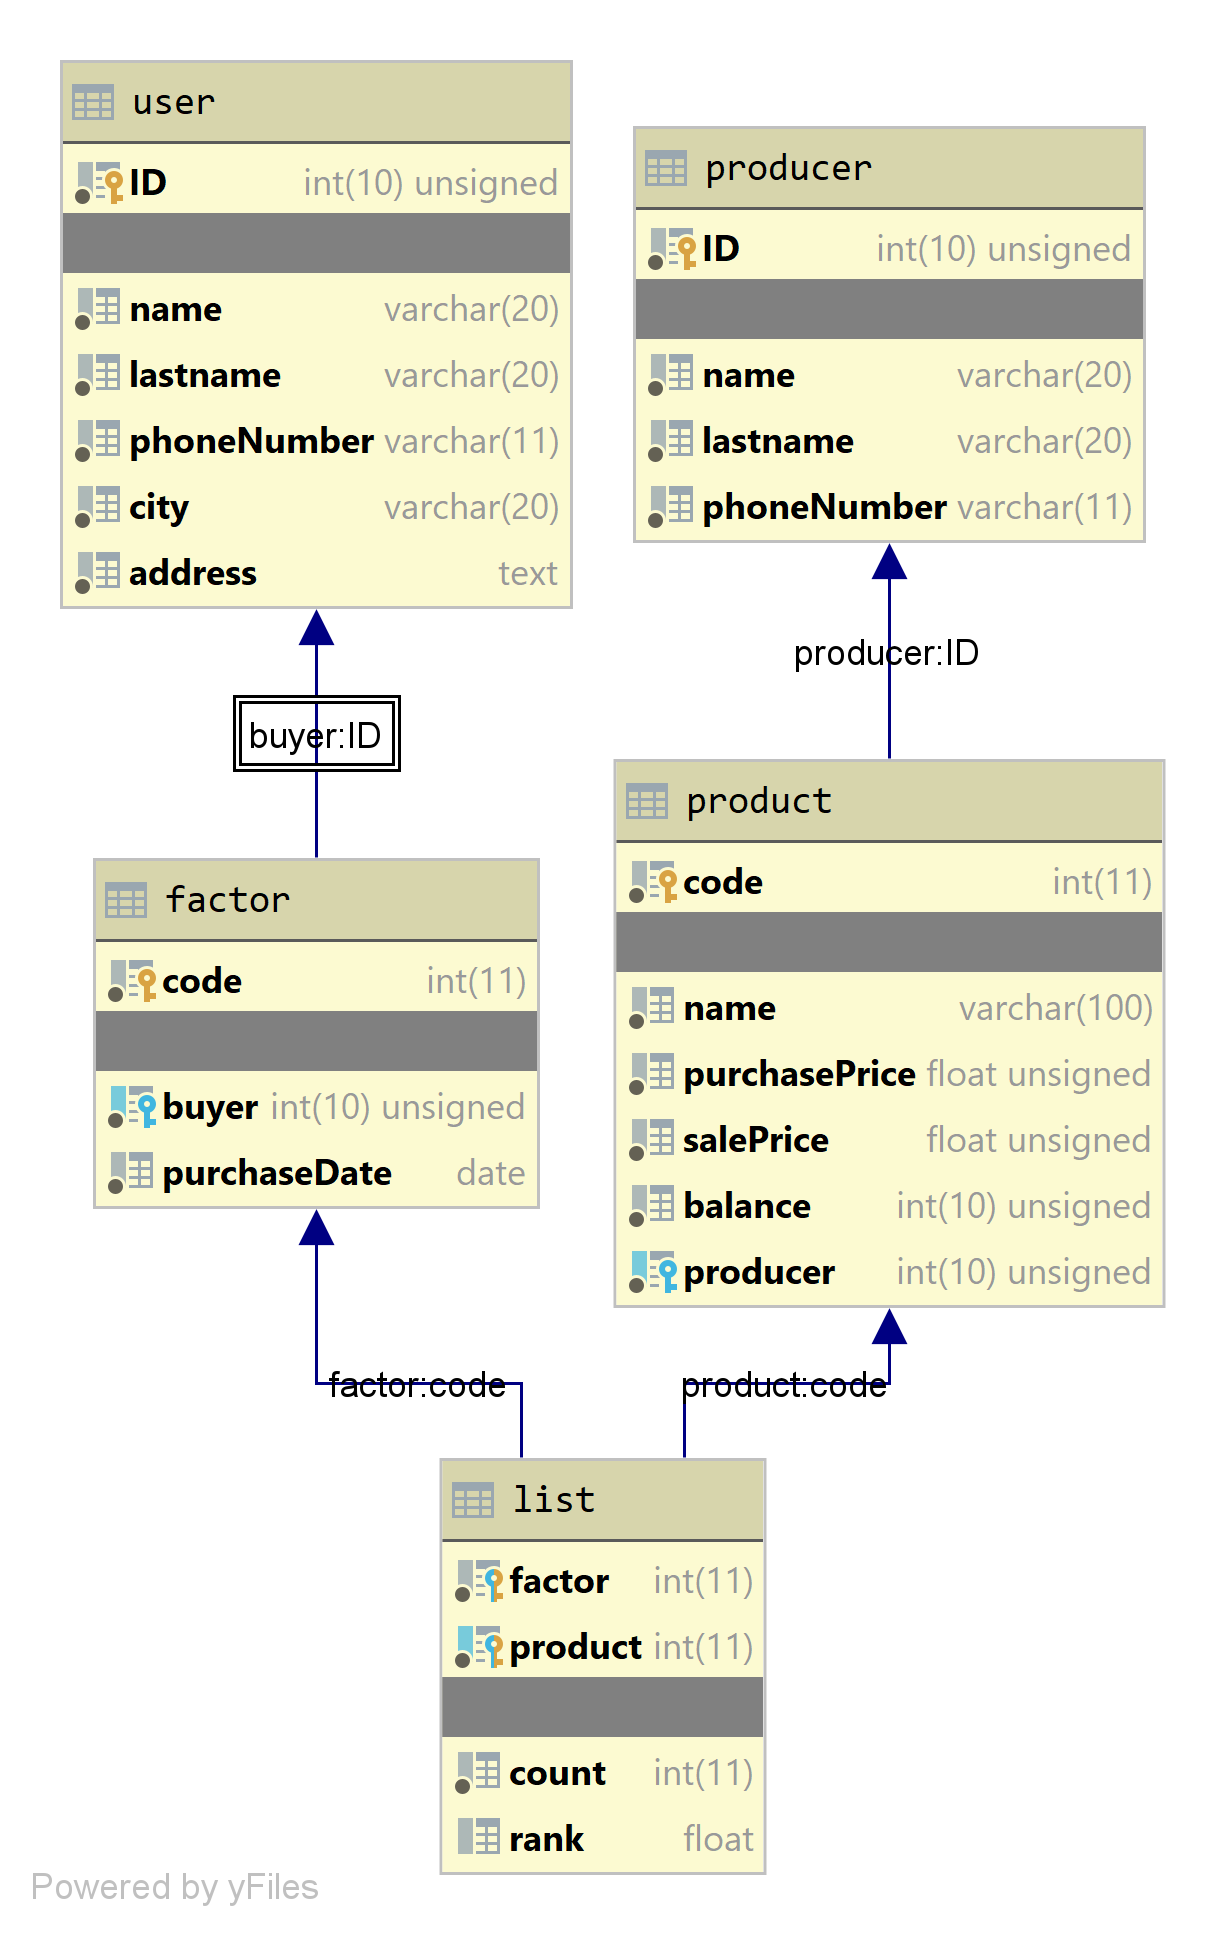 user
ID int(10) unsigned
name varchar(20)
lastname varchar(20)
phoneNumber varchar(11)
city varchar(20)
address text
producer
ID int(10) unsigned
name varchar(20)
lastname varchar(20)
phoneNumber varchar(11)
buyer:ID
producer:ID
factor
code int(11)
buyer int(10) unsigned
purchaseDate date
product
code int(11)
name varchar(100)
purchasePrice float unsigned
salePrice float unsigned
balance int(10) unsigned
producer int(10) unsigned
factor:code
product:code
list
factor int(11)
product int(11)
count int(11)
rank float
Powered by yFiles